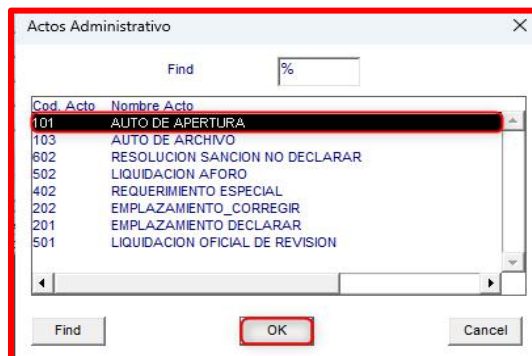 Actos Administrativo
Find %
Cod. Acto Nombre Acto
101 AUTO DE APERTURA
103 AUTO DE ARCHIVO
602 RESOLUCION SANCION NO DECLARAR
502 LIQUIDACION AFORO
402 REQUERIMIENTO ESPECIAL
202 EMPLAZAMIENTO_CORREGIR
201 EMPLAZAMIENTO DECLARAR
501 LIQUIDACION OFICIAL DE REVISION
Find OK Cancel